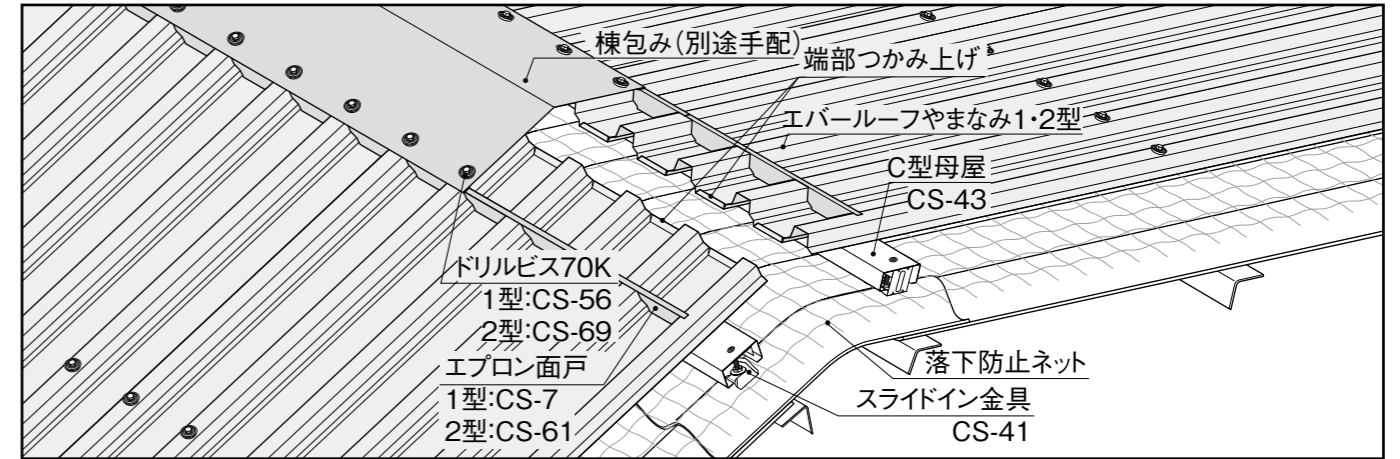 棟包み(別途手配)
端部つかみ上げ
エバールーフやまなみ1・2型
C型母屋
CS-43
ドリルビス70K
1型:CS-56
2型:CS-69
エプロン面戸
1型:CS-7
2型:CS-61
落下防止ネット
スライドイン金具
CS-41